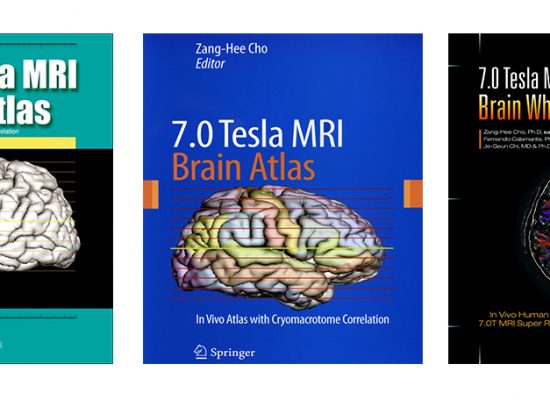 a MRI
tlas
relation
Zang-Hee Cho
Editor
7.0 Tesla MRI
Brain Atlas
In Vivo Atlas with Cryomacrotome Correlation
Springer
7.0 Tesla M
Brain Wh
Zang-Hee Cho, Ph.D,
Fernando Calamante, Ph
Je-Geun Chi, MD & Ph.D
In Vivo Human
7.0T MRI Super R